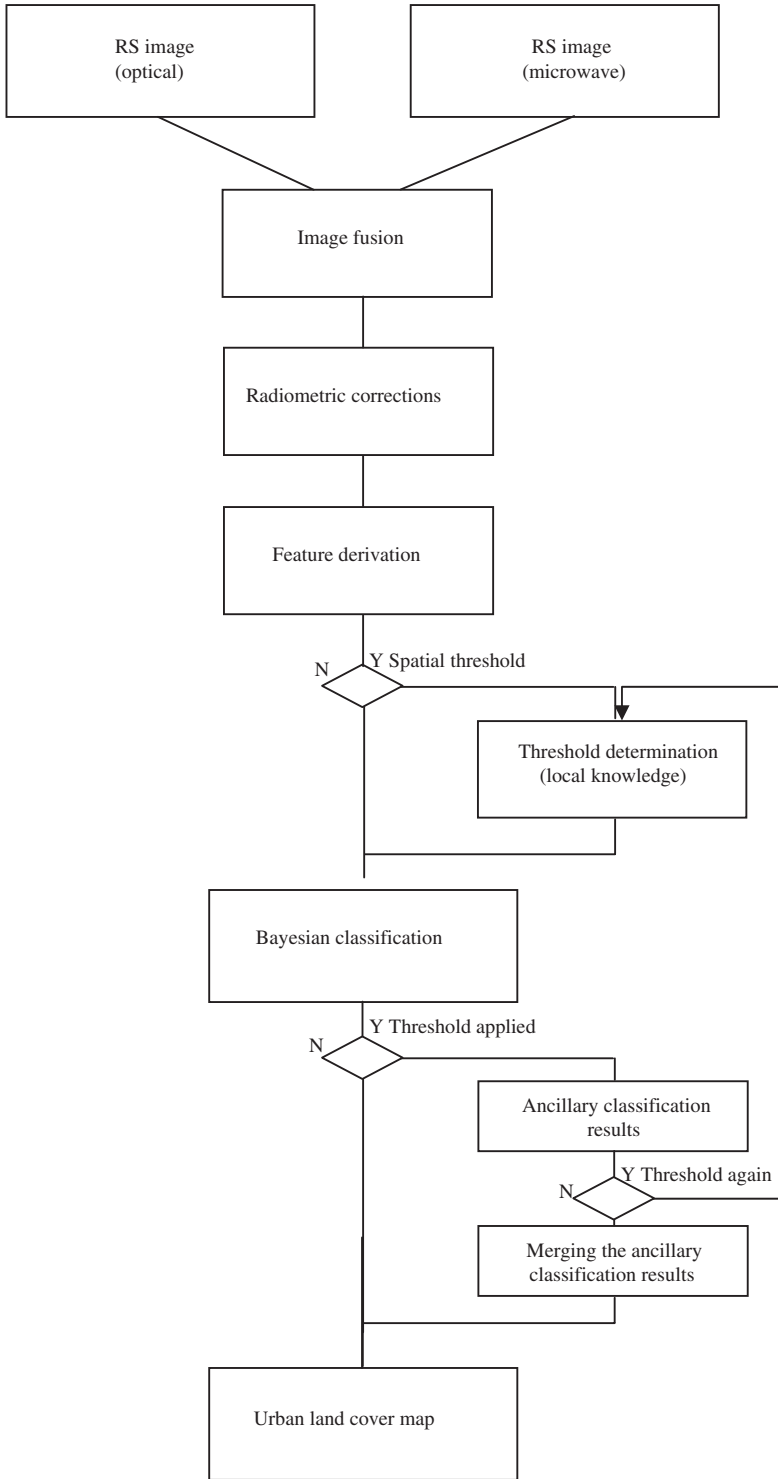 RS image
(optical)
RS image
(microwave)
Image fusion
Radiometric corrections
Feature derivation
N
Y Spatial threshold
Threshold determination
(local knowledge)
Bayesian classification
N
Y Threshold applied
Ancillary classification
results
N
Y Threshold again
Merging the ancillary
classification results
Urban land cover map